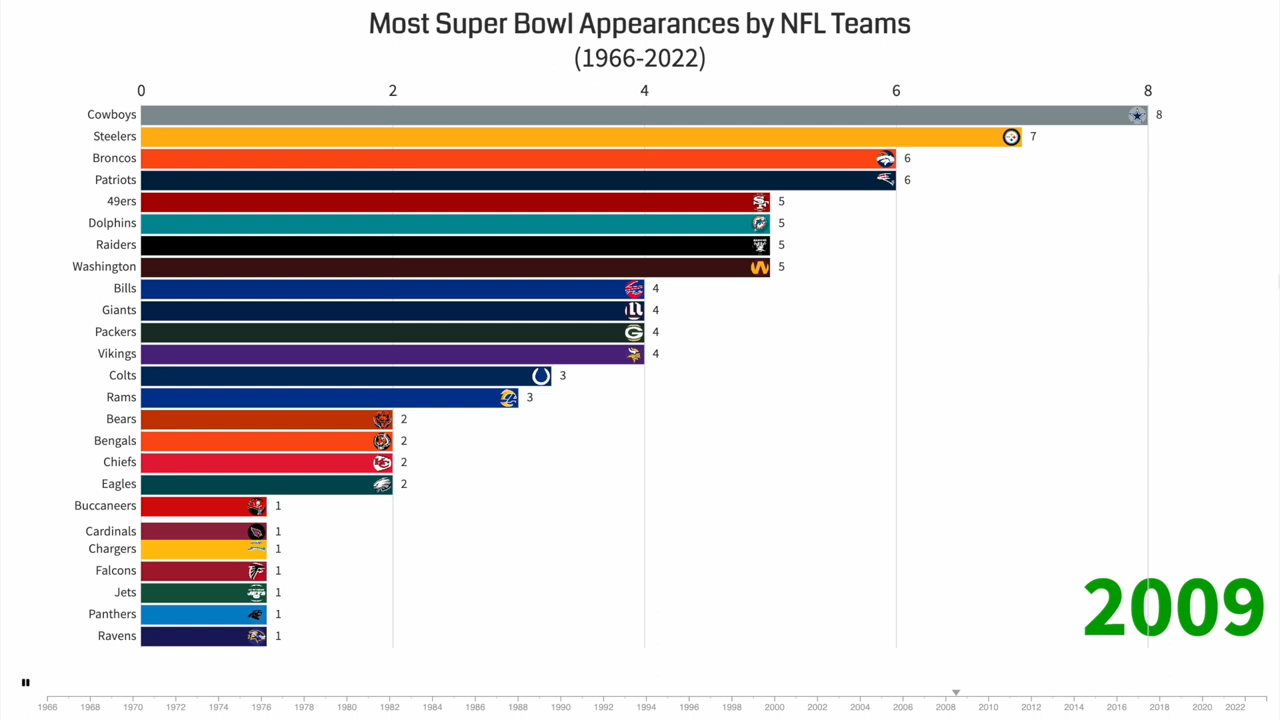 Most Super Bowl Appearances by NFL Teams
(1966-2022)
0 2 4 6 8
Cowboys 8
Steelers 7
Broncos 6
Patriots 6
49ers 5
Dolphins 5
Raiders 5
Washington 5
Bills 4
Giants 4
Packers 4
Vikings 4
Colts 3
Rams 3
Bears 2
Bengals 2
Chiefs 2
Eagles 2
Buccaneers 1
Cardinals 1
Chargers 1
Falcons 1
Jets 1
Panthers 1
Ravens 1
2009
1966 1968 1970 1972 1974 1976 1978 1980 1982 1984 1986 1988 1990 1992 1994 1996 1998 2000 2002 2004 2006 2008 2010 2012 2014 2016 2018 2020 2022